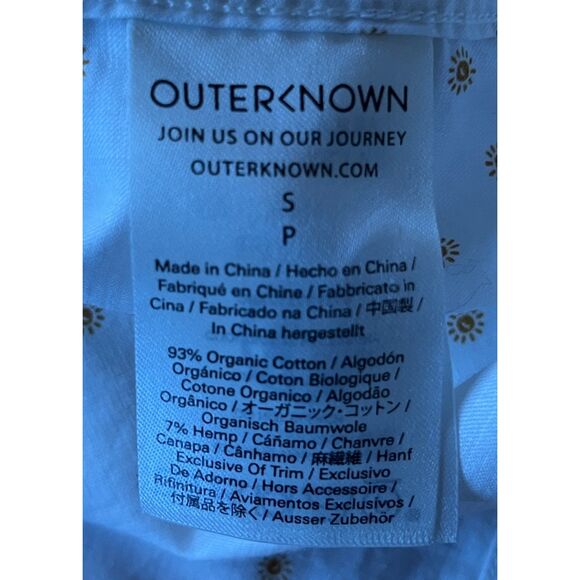 OUTERKNOWN
JOIN US ON OUR JOURNEY
OUTERKNOWN.COM
S
P
Made in China / Hecho en China /
Fabriqué en Chine / Fabbricato in
Cina / Fabricado na China / 中国製 /
In China hergestellt
93% Organic Cotton / Algodón
Orgánico / Coton Biologique /
Cotone Organico / Algodão
Orgânico / オーガニック・コットン /
Organisch Baumwole
7% Hemp / Cáñamo / Chanvre /
Canapa / Cânhamo / 麻繊維 / Hanf
Exclusive Of Trim / Exclusivo
De Adorno / Hors Accessoire /
Rifinitura / Aviamentos Exclusivos /
付属品を除く / Ausser Zubehör